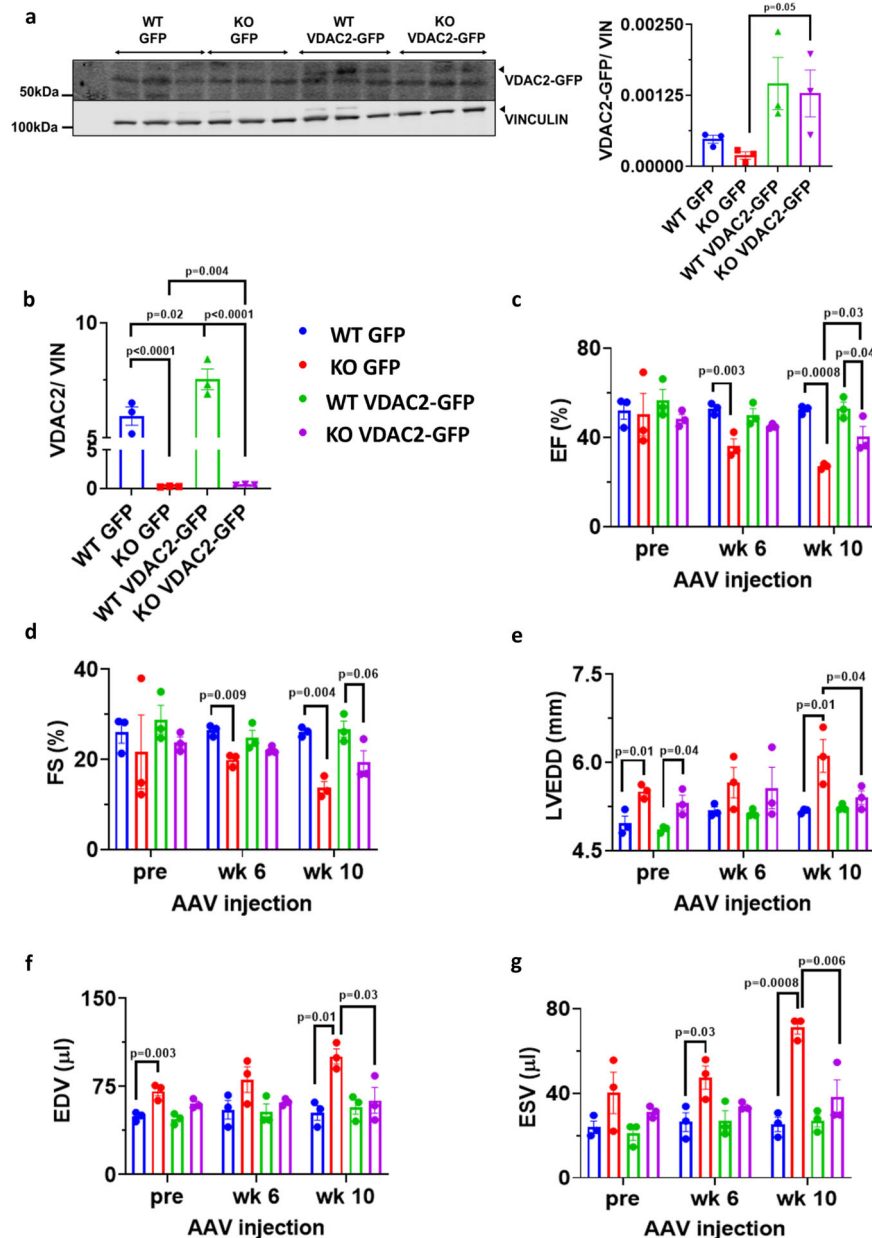 a
WT
GFP
KO
GFP
WT
VDAC2-GFP
KO
VDAC2-GFP
VDAC2-GFP
50kDa
VINCULIN
100kDa
p=0.05
0.00250
0.00125
0.00000
VDAC2-GFP/ VIN
WT GFP
KO GFP
WT VDAC2-GFP
KO VDAC2-GFP
b
p=0.004
p=0.02
p<0.0001
p<0.0001
10
5
5
0
VDAC2/ VIN
WT GFP
KO GFP
WT VDAC2-GFP
KO VDAC2-GFP
WT GFP
KO GFP
WT VDAC2-GFP
KO VDAC2-GFP
c
p=0.03
p=0.003
p=0.0008
p=0.04
80
40
0
EF (%)
pre
wk 6
wk 10
AAV injection
d
p=0.009
p=0.004
p=0.06
40
20
0
FS (%)
pre
wk 6
wk 10
AAV injection
e
p=0.04
p=0.01
p=0.01
p=0.04
7.5
6.0
4.5
LVEDD (mm)
pre
wk 6
wk 10
AAV injection
f
p=0.03
p=0.01
p=0.003
150
75
0
EDV (µl)
pre
wk 6
wk 10
AAV injection
g
p=0.006
p=0.0008
p=0.03
80
40
0
ESV (µl)
pre
wk 6
wk 10
AAV injection